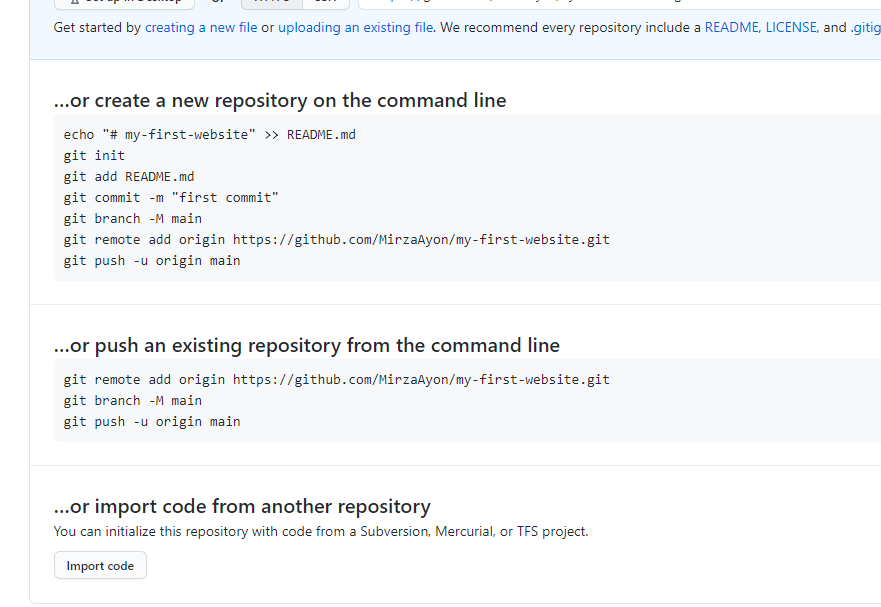 Get started by creating a new file or uploading an existing file. We recommend every repository include a README, LICENSE, and .gitig
...or create a new repository on the command line
echo "# my-first-website" >> README.md
git init
git add README.md
git commit -m "first commit"
git branch -M main
git remote add origin https://github.com/MirzaAyon/my-first-website.git
git push -u origin main
...or push an existing repository from the command line
git remote add origin https://github.com/MirzaAyon/my-first-website.git
git branch -M main
git push -u origin main
...or import code from another repository
You can initialize this repository with code from a Subversion, Mercurial, or TFS project.
Import code